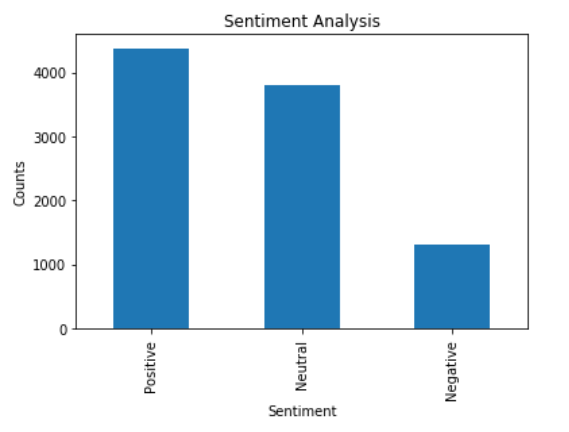 Sentiment Analysis
4000
3000
2000
1000
0
Counts
Positive
Neutral
Negative
Sentiment